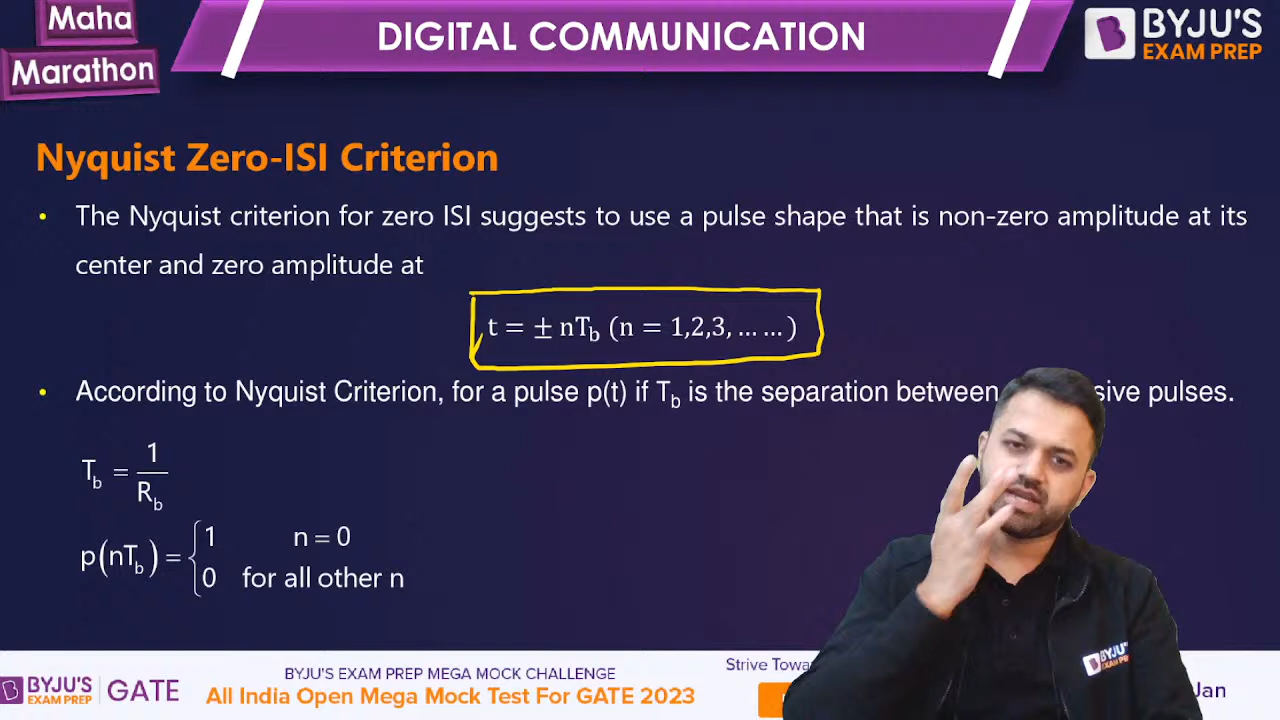 Maha
Marathon
DIGITAL COMMUNICATION
BYJU'S
EXAM PREP
Nyquist Zero-ISI Criterion
• The Nyquist criterion for zero ISI suggests to use a pulse shape that is non-zero amplitude at its
center and zero amplitude at
t = ± nT_b (n = 1,2,3, … … )
• According to Nyquist Criterion, for a pulse p(t) if T_b is the separation between pulses.
T_b = 1/R_b
p(nT_b) = { 1 n = 0
0 for all other n
BYJU'S
EXAM PREP
GATE
BYJU'S EXAM PREP MEGA MOCK CHALLENGE
All India Open Mega Mock Test For GATE 2023
Strive
Jan
BYJU'S